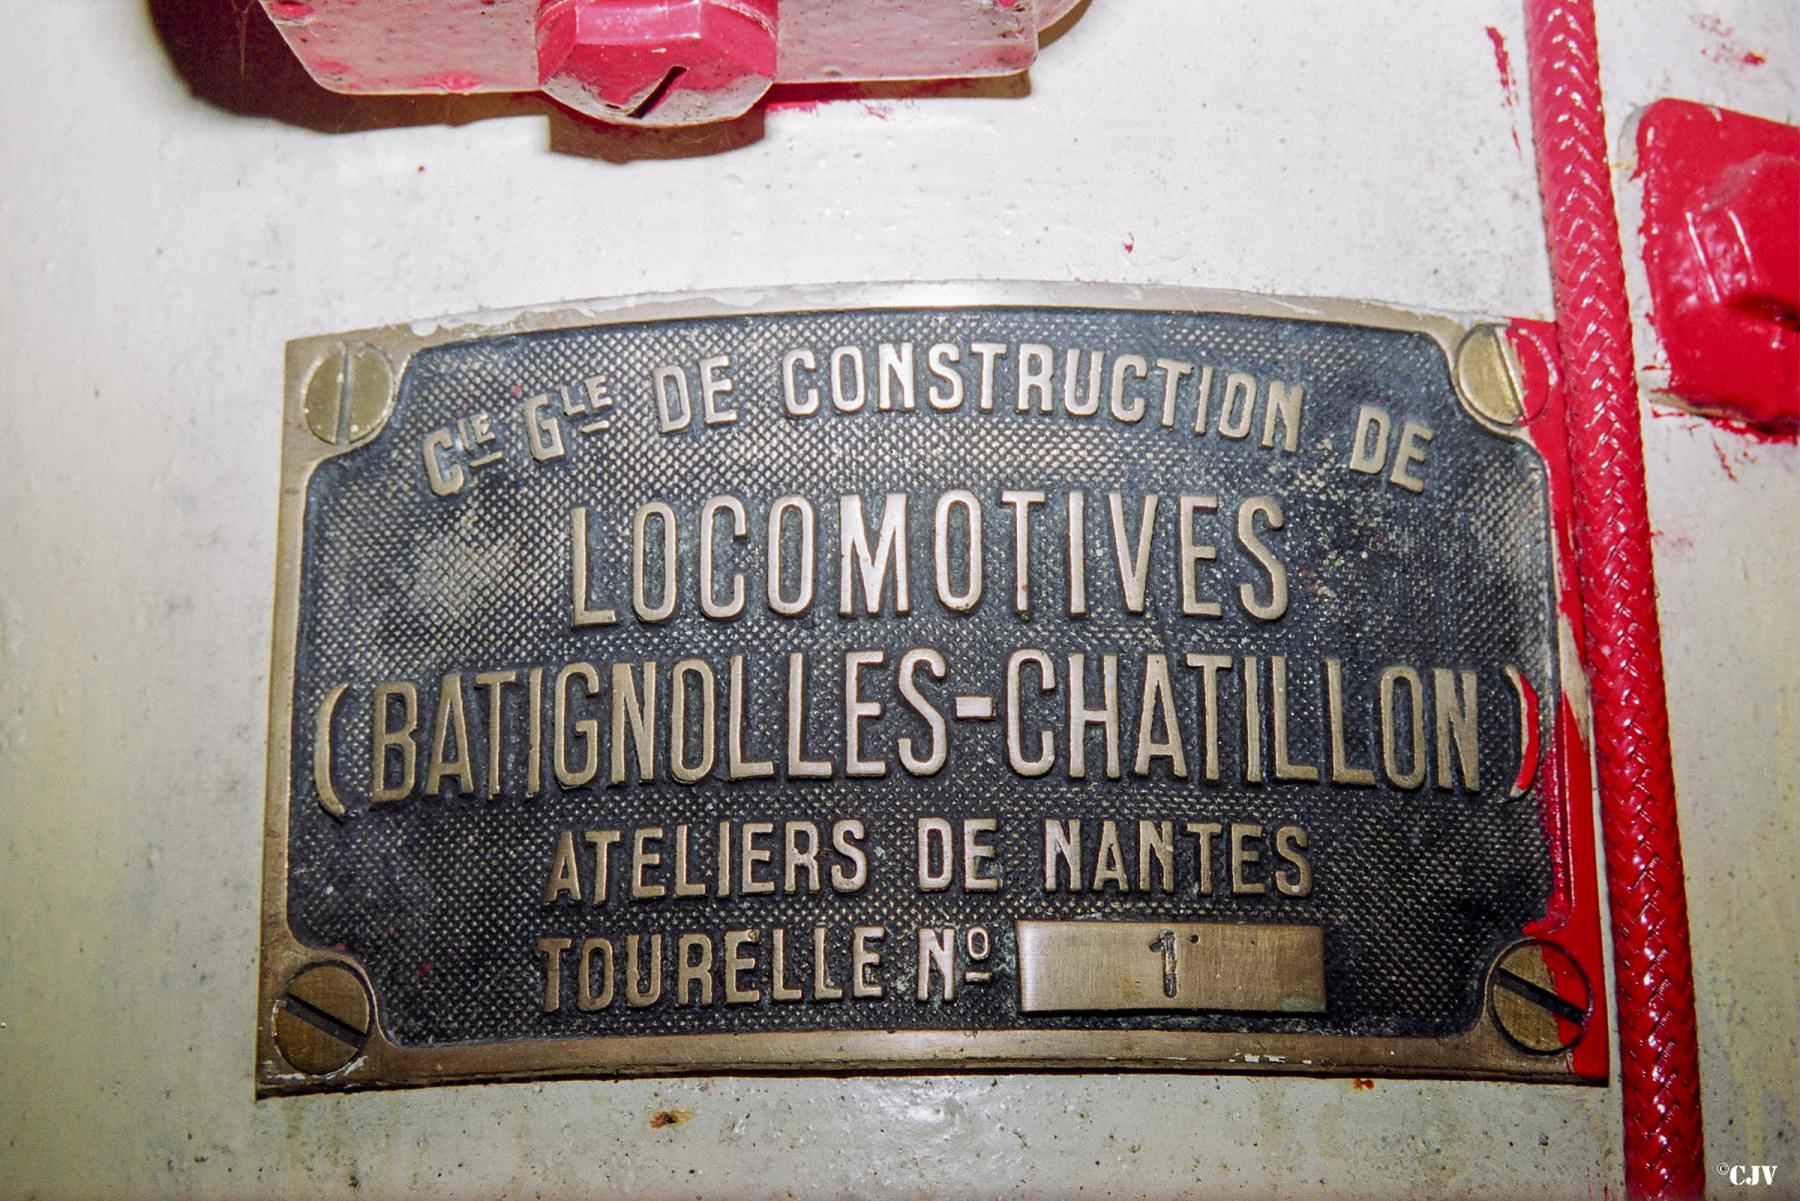 CIE GLE DE CONSTRUCTION DE
LOCOMOTIVES
(BATIGNOLLES-CHATILLON)
ATELIERS DE NANTES
TOURELLE Nº 1
©CJV